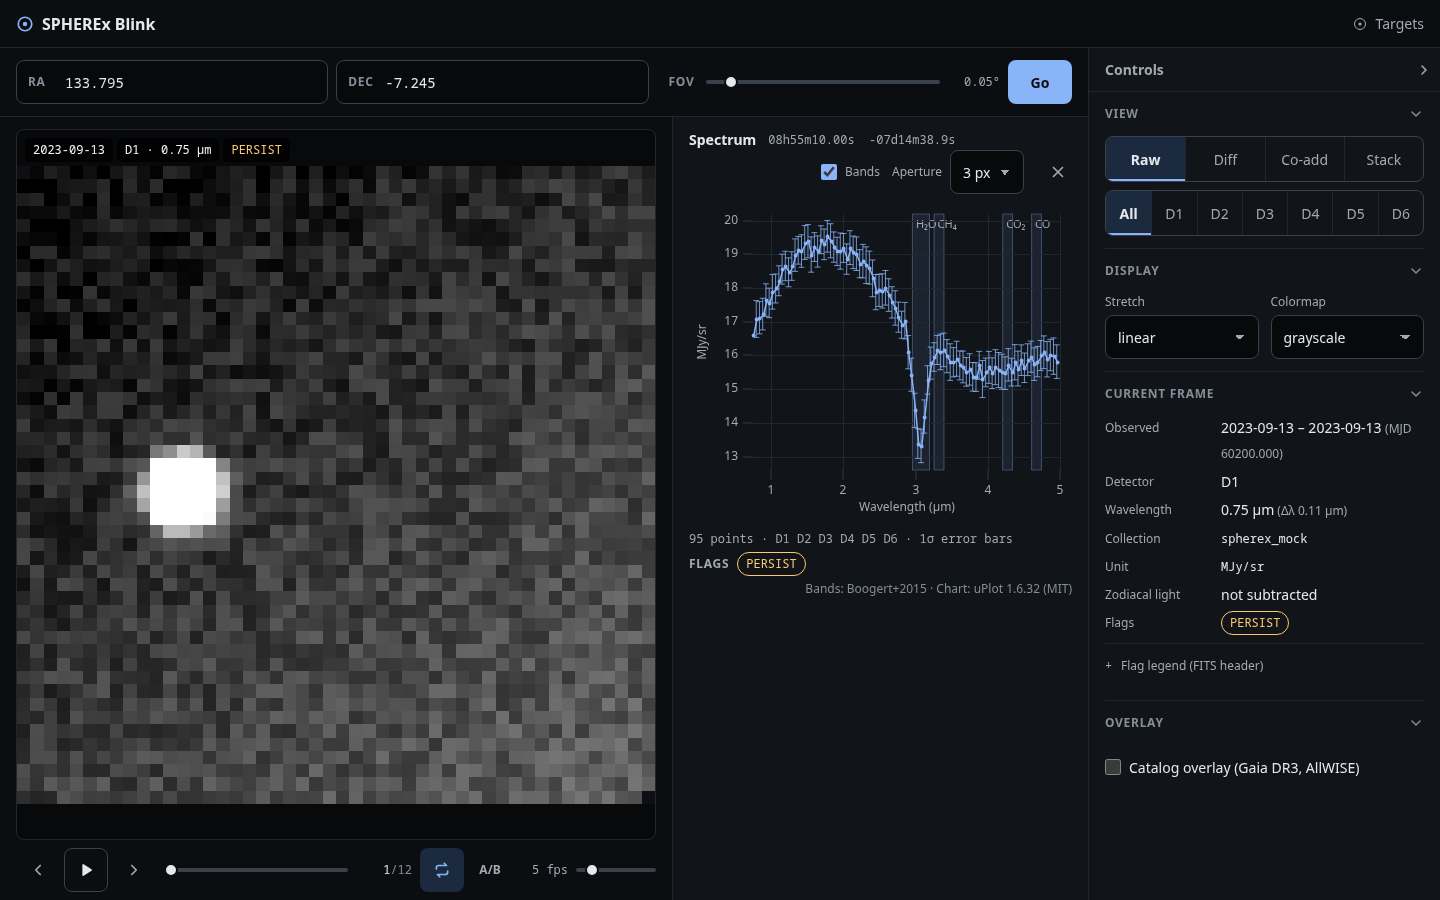 SPHEREx Blink
Targets
RA 133.795
DEC -7.245
FOV 0.05°
Go
2023-09-13 D1 · 0.75 µm PERSIST
1/12
A/B
5 fps
Spectrum 08h55m10.00s -07d14m38.9s
Bands Aperture 3 px
H₂O CH₄ CO₂ CO
20
19
18
17
16
15
14
13
MJy/sr
1 2 3 4 5
Wavelength (µm)
95 points · D1 D2 D3 D4 D5 D6 · 1σ error bars
FLAGS PERSIST
Bands: Boogert+2015 · Chart: uPlot 1.6.32 (MIT)
Controls
VIEW
Raw Diff Co-add Stack
All D1 D2 D3 D4 D5 D6
DISPLAY
Stretch Colormap
linear grayscale
CURRENT FRAME
Observed 2023-09-13 – 2023-09-13 (MJD
60200.000)
Detector D1
Wavelength 0.75 µm (Δλ 0.11 µm)
Collection spherex_mock
Unit MJy/sr
Zodiacal light not subtracted
Flags PERSIST
+ Flag legend (FITS header)
OVERLAY
Catalog overlay (Gaia DR3, AllWISE)